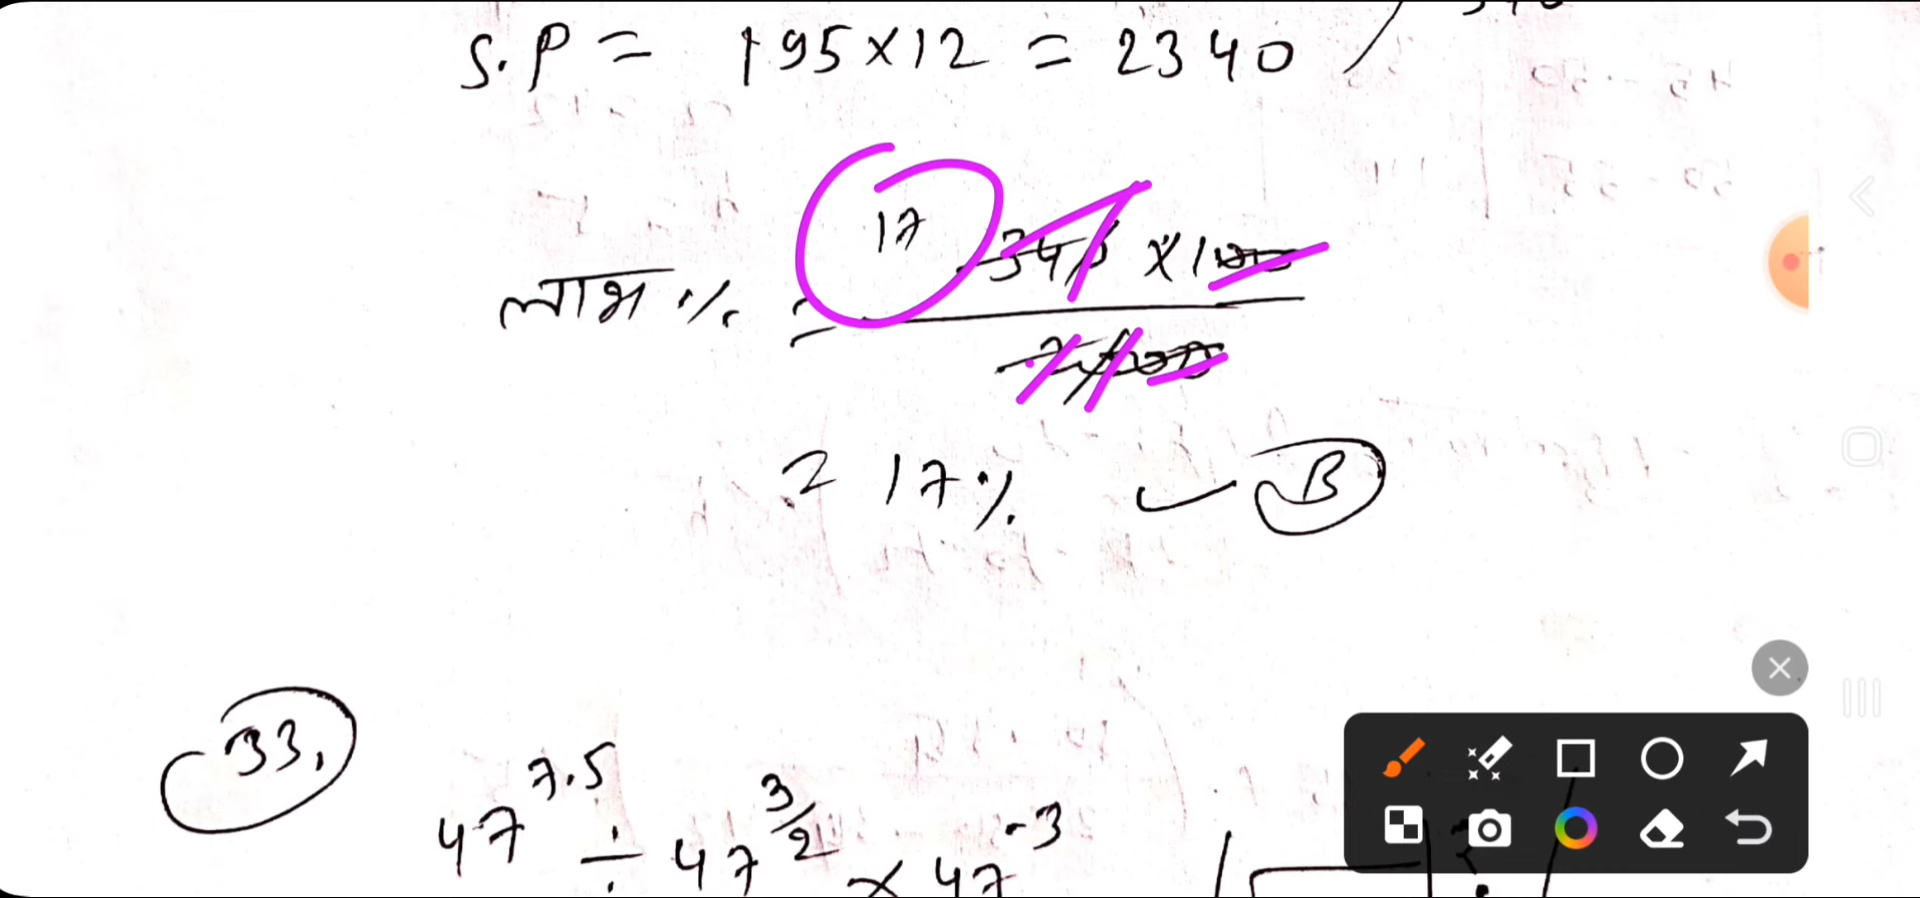 S.P = 195 × 12 = 2340
17 340 × 100
लाभ % =
2000
= 17% B
33.
47^7.5 ÷ 47^3/2 × 47^-3